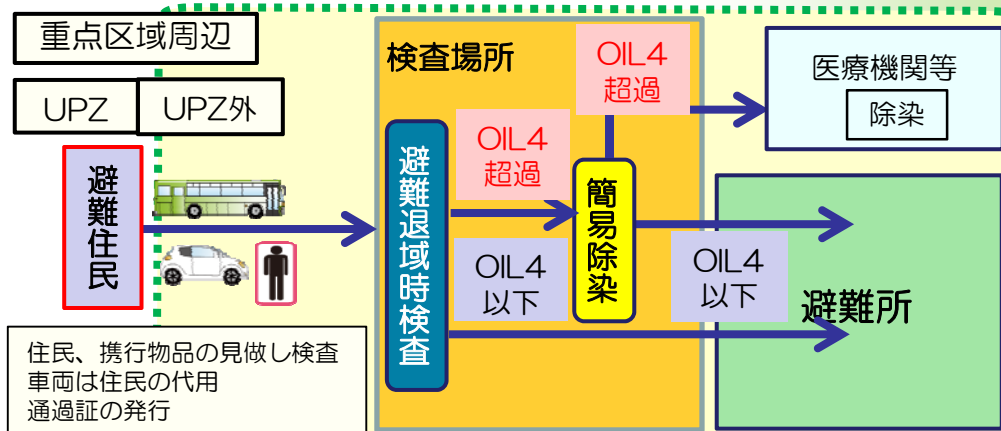 重点区域周辺
UPZ
UPZ外
避難住民
住民、携行物品の見做し検査
車両は住民の代用
通過証の発行
検査場所
避難退域時検査
OIL4
超過
OIL4
以下
簡易除染
OIL4
超過
OIL4
以下
医療機関等
除染
避難所